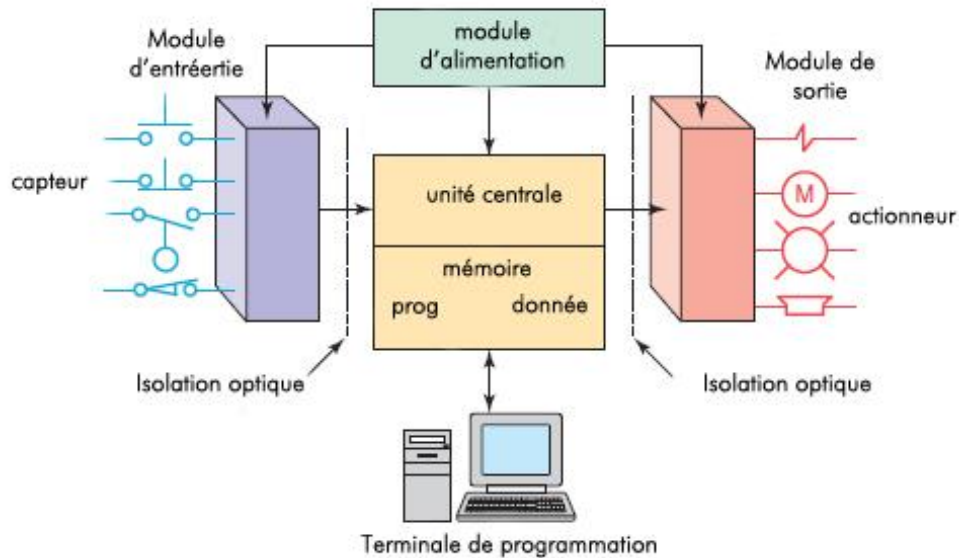 module
d'alimentation
Module
d'entréertie
Module de
sortie
capteur
unité centrale
M
actionneur
mémoire
prog donnée
Isolation optique
Isolation optique
Terminale de programmation